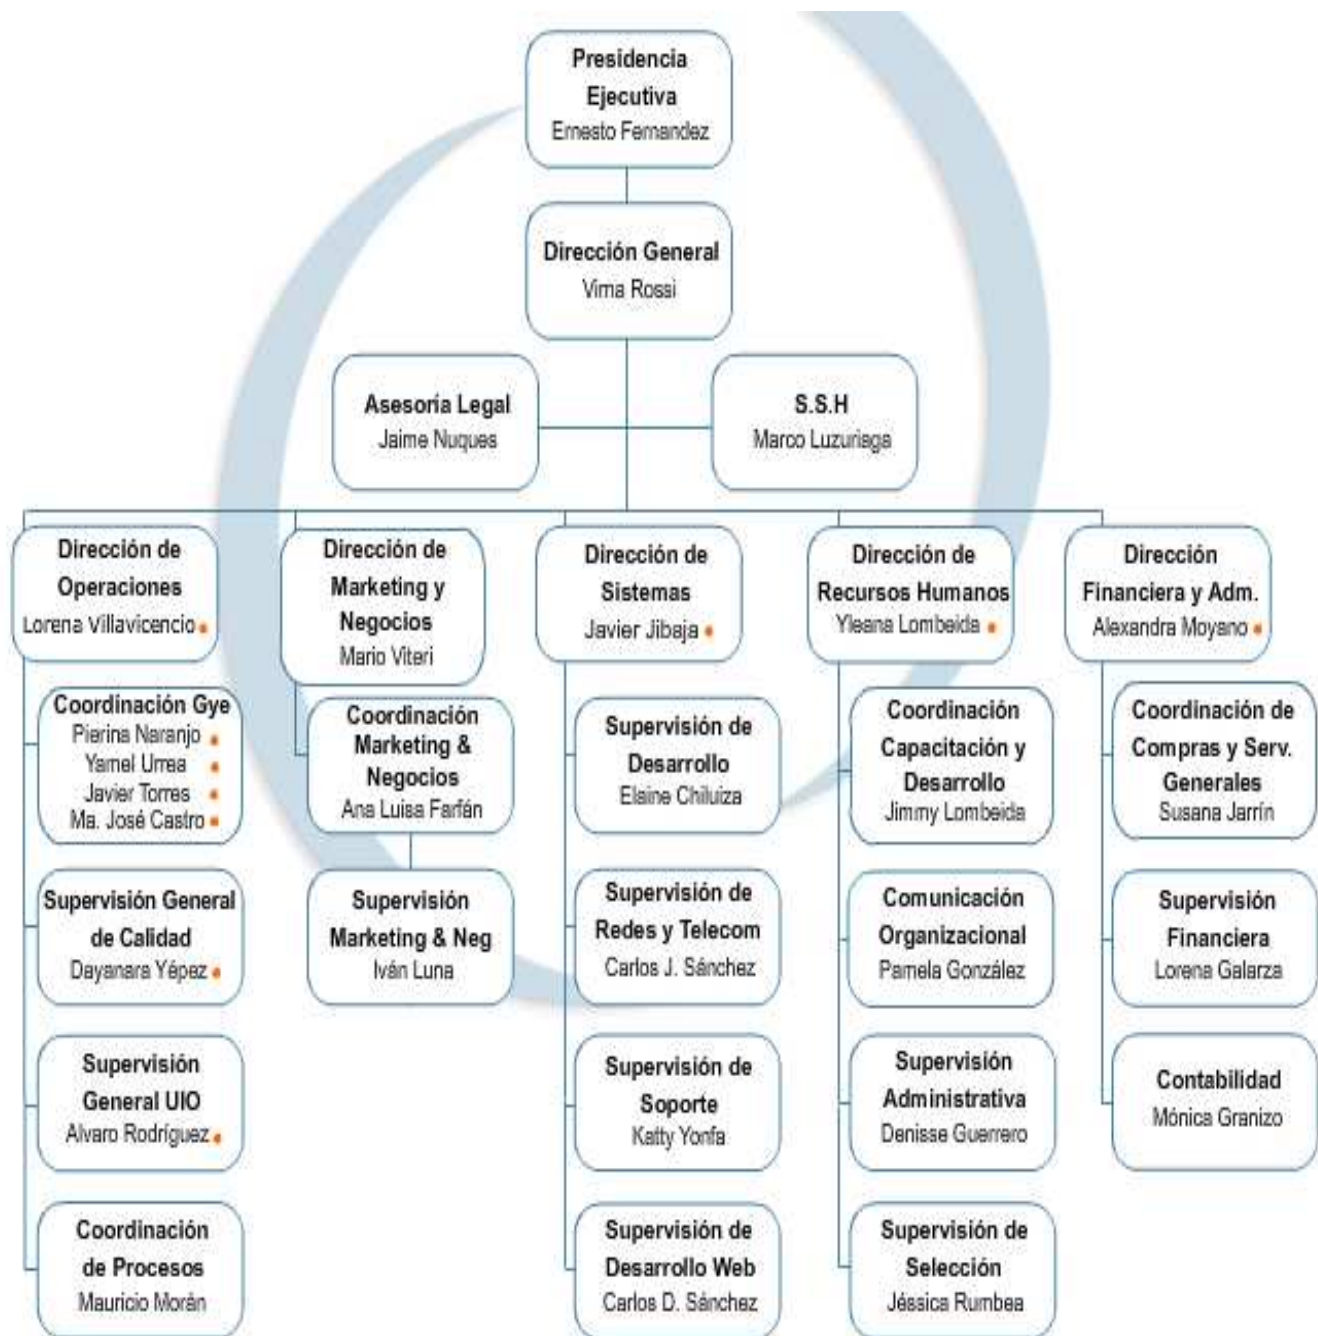 Presidencia
Ejecutiva
Ernesto Fernandez
Dirección General
Virna Rossi
Asesoría Legal
Jaime Nuques
S.S.H
Marco Luzuriaga
Dirección de
Operaciones
Lorena Villavicencio
Coordinación Gye
Pierina Naranjo
Yamel Urrea
Javier Torres
Ma. José Castro
Supervisión General
de Calidad
Dayanara Yépez
Supervisión
General UIO
Alvaro Rodríguez
Coordinación
de Procesos
Mauricio Morán
Dirección de
Marketing y
Negocios
Mario Viteri
Coordinación
Marketing &
Negocios
Ana Luisa Farfán
Supervisión
Marketing & Neg
Iván Luna
Dirección de
Sistemas
Javier Jibaja
Supervisión de
Desarrollo
Elaine Chiluiza
Supervisión de
Redes y Telecom
Carlos J. Sánchez
Supervisión de
Soporte
Katty Yonfa
Supervisión de
Desarrollo Web
Carlos D. Sánchez
Dirección de
Recursos Humanos
Yleana Lombeida
Coordinación
Capacitación y
Desarrollo
Jimmy Lombeida
Comunicación
Organizacional
Pamela González
Supervisión
Administrativa
Denisse Guerrero
Supervisión de
Selección
Jéssica Rumbea
Dirección
Financiera y Adm.
Alexandra Moyano
Coordinación de
Compras y Serv.
Generales
Susana Jarrín
Supervisión
Financiera
Lorena Galarza
Contabilidad
Mónica Granizo